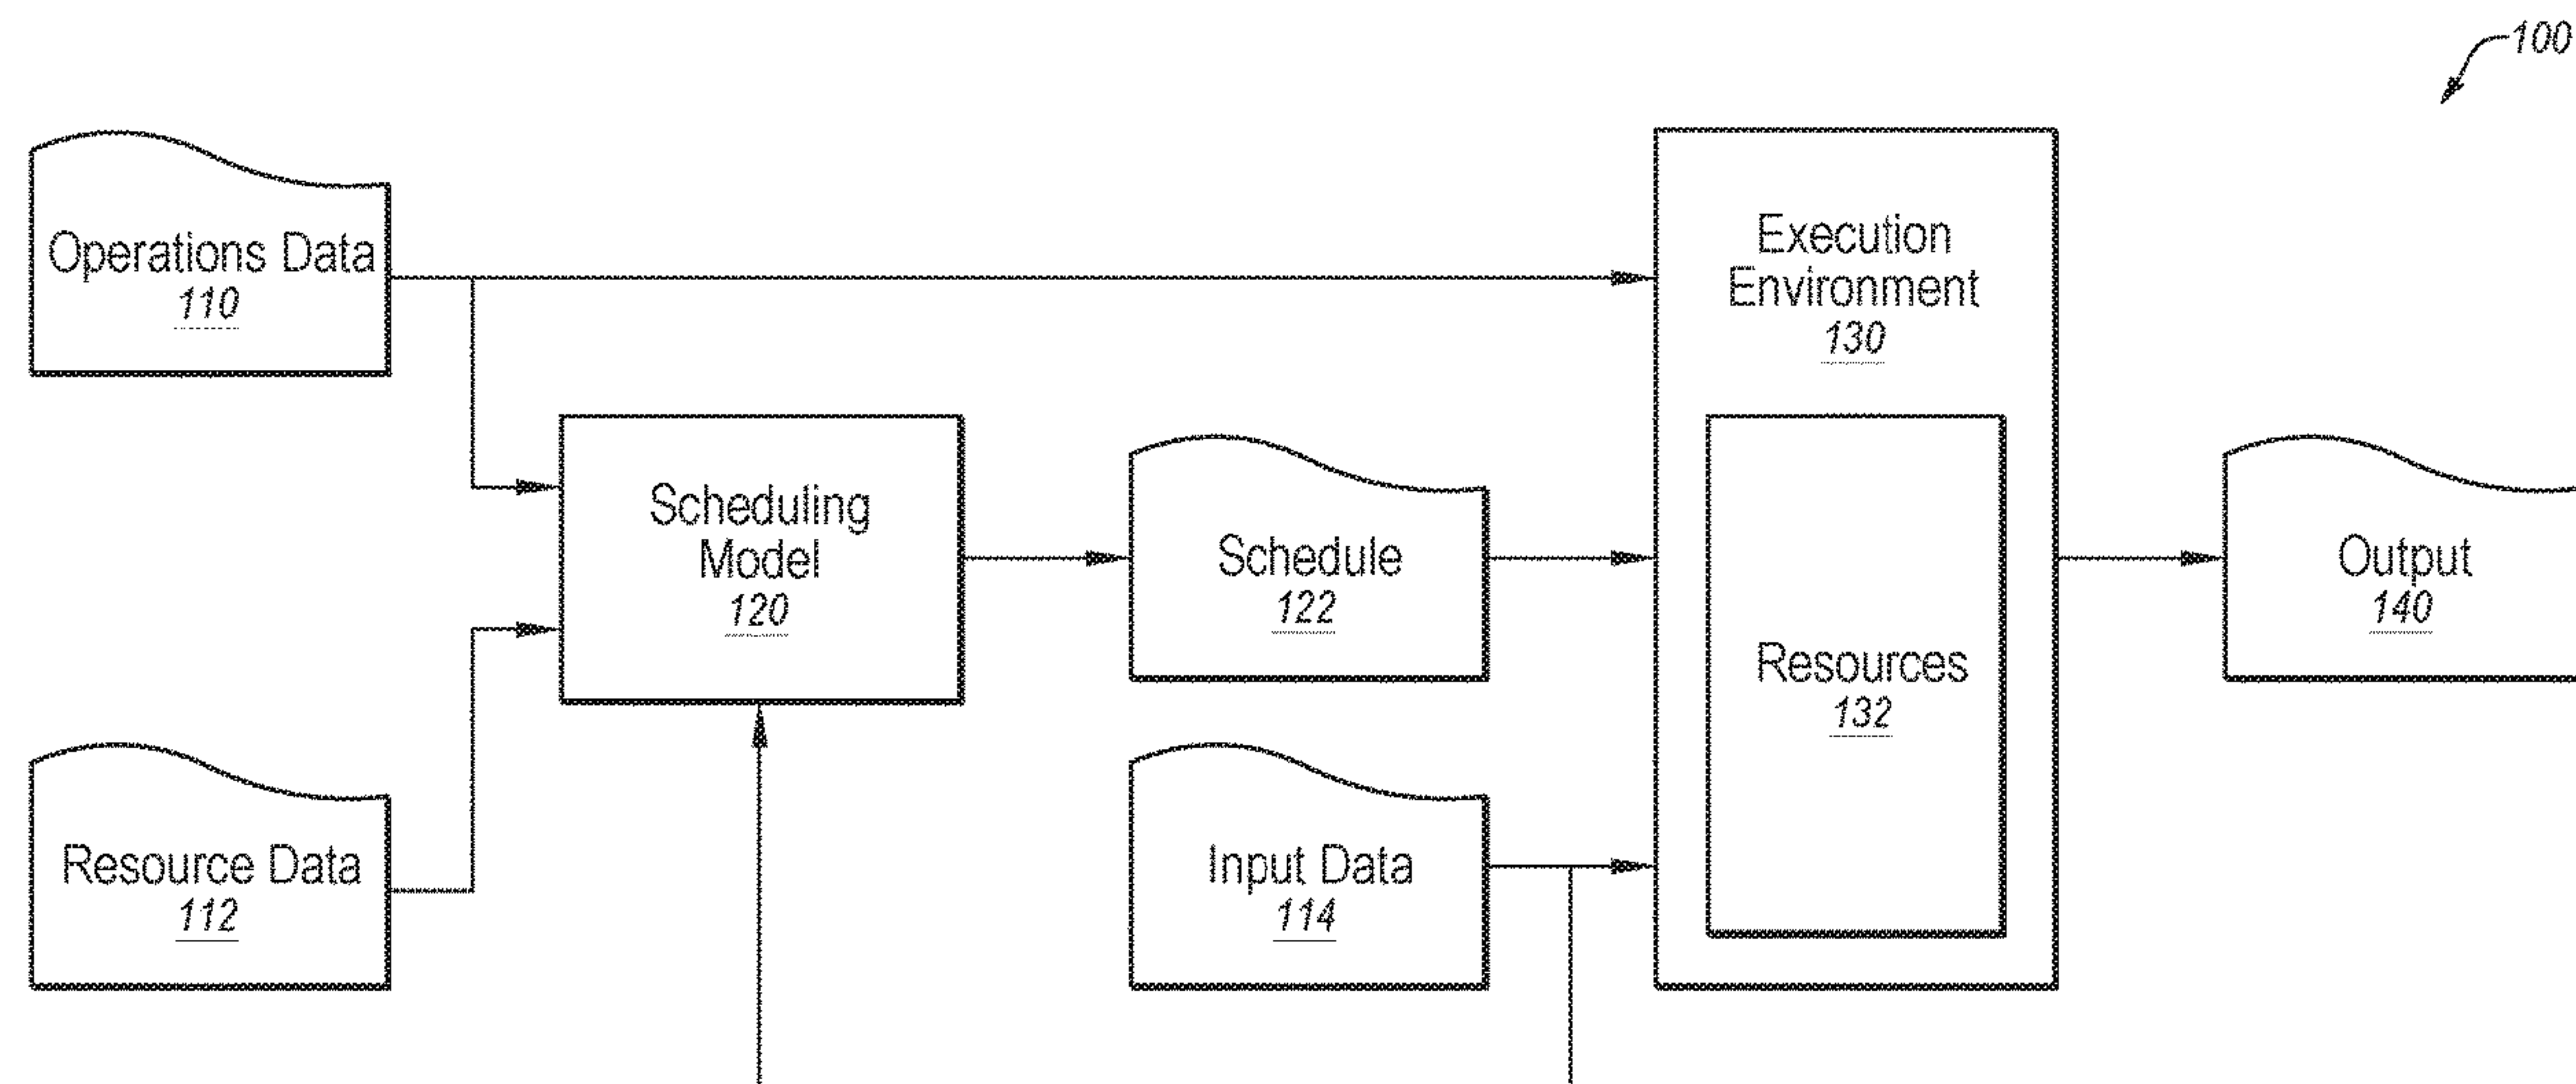 100
Operations Data
110
Execution
Environment
130
Scheduling
Model
120
Schedule
122
Output
140
Resources
132
Resource Data
112
Input Data
114